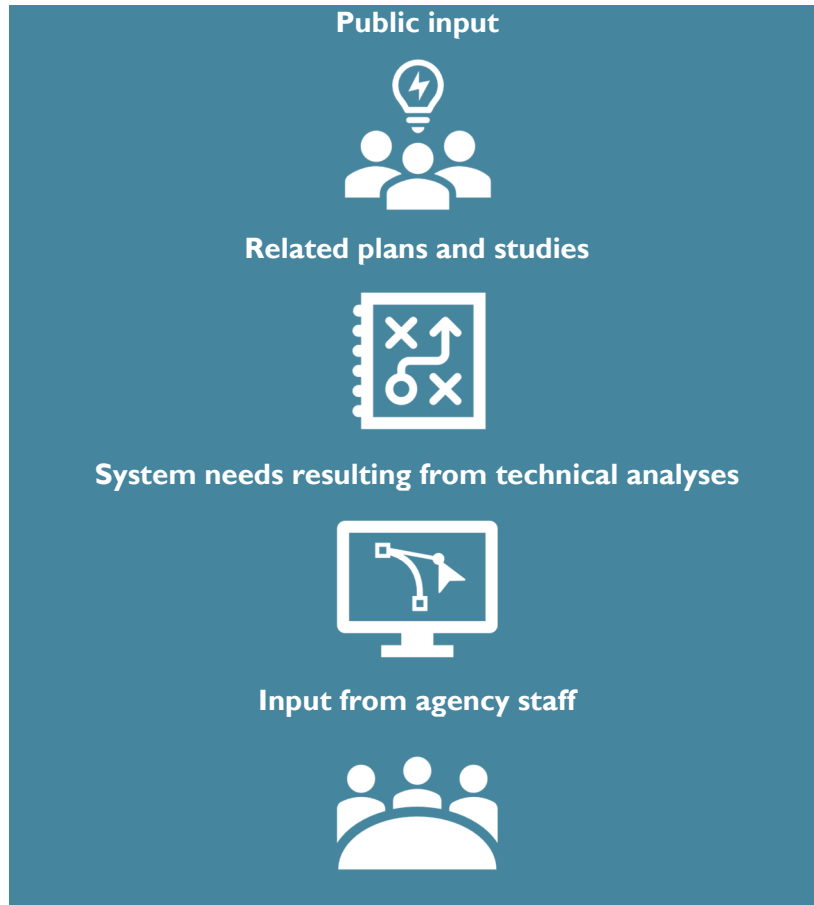 Public input
Related plans and studies
System needs resulting from technical analyses
Input from agency staff